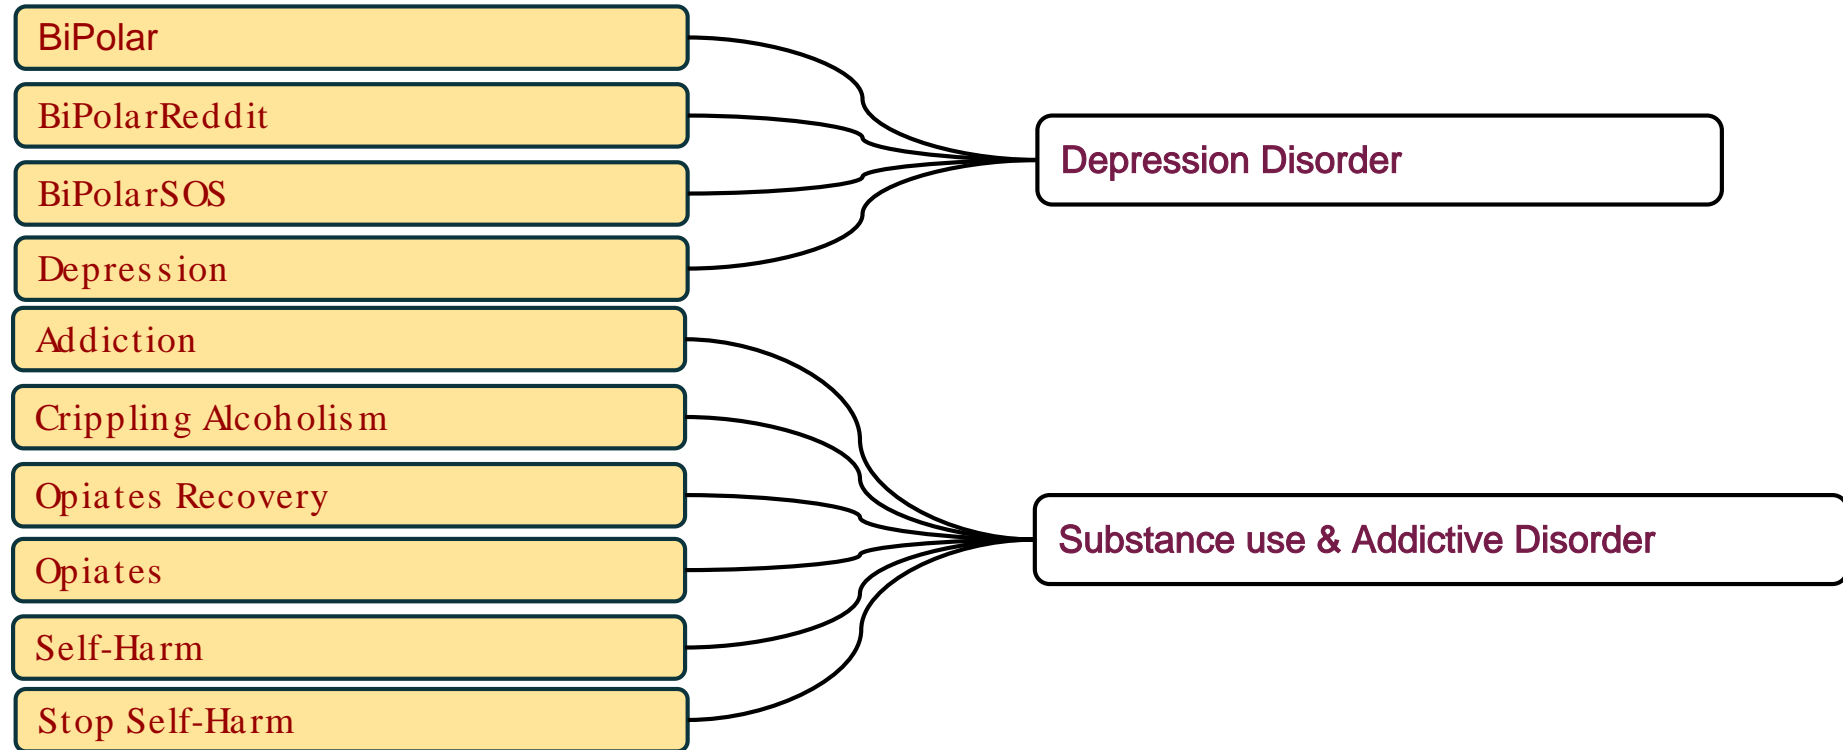 BiPolar
BiPolarReddit
BiPolarSOS
Depression
Addiction
Crippling Alcoholism
Opiates Recovery
Opiates
Self-Harm
Stop Self-Harm
Depression Disorder
Substance use & Addictive Disorder